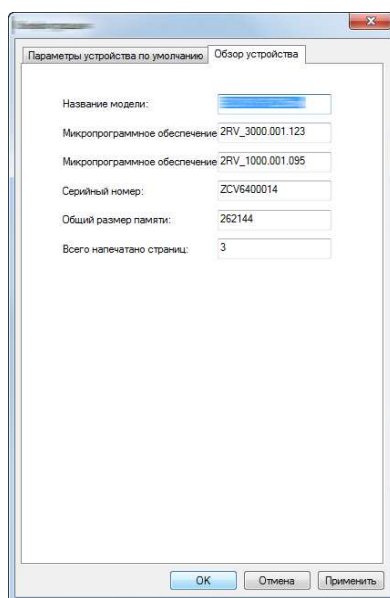 Параметры устройства по умолчанию Обзор устройства
Название модели:
Микропрограммное обеспечение 2RV_3000.001.123
Микропрограммное обеспечение 2RV_1000.001.095
Серийный номер: ZCV6400014
Общий размер памяти: 262144
Всего напечатано страниц: 3
OK Отмена Применить